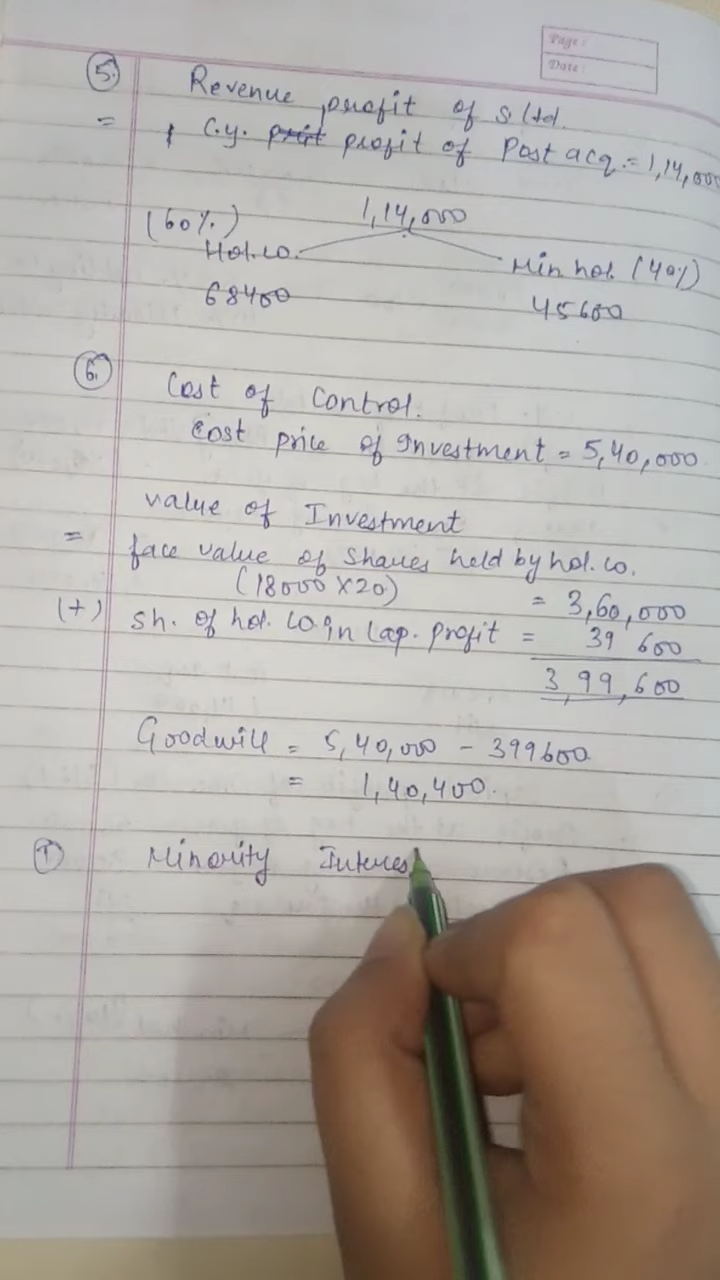 Page:
Date:
5. Revenue profit of S. Ltd.
= C.y. profit of Post acq. = 1,14,000
1,14,000
(60%)
Hol. co. Min hol. (40%)
68400 45600
6. Cost of Control.
Cost price of Investment = 5,40,000
Value of Investment
= face value of shares held by hol. co.
(18000 X 20) = 3,60,000
(+) Sh. of hol. co in Cap. profit = 39 600
3,99,600
Goodwill = 5,40,000 - 399600
= 1,40,400.
7 Minority Interes